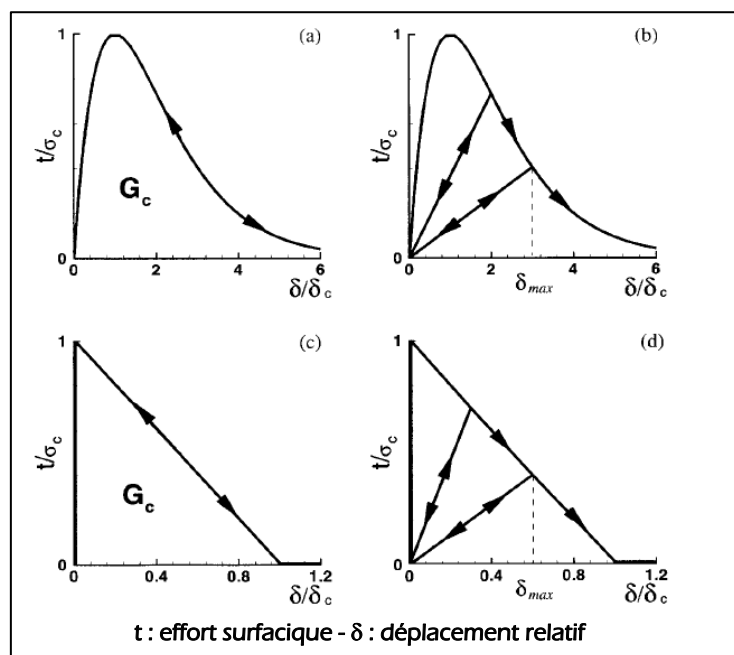 (a)
1
t/σc
Gc
0
0 2 4 6
δ/δc
(b)
1
t/σc
0
0 2 4 6
δmax
δ/δc
(c)
1
t/σc
Gc
0
0 0.4 0.8 1.2
δ/δc
(d)
1
t/σc
0
0 0.4 0.8 1.2
δmax
δ/δc
t : effort surfacique - δ : déplacement relatif